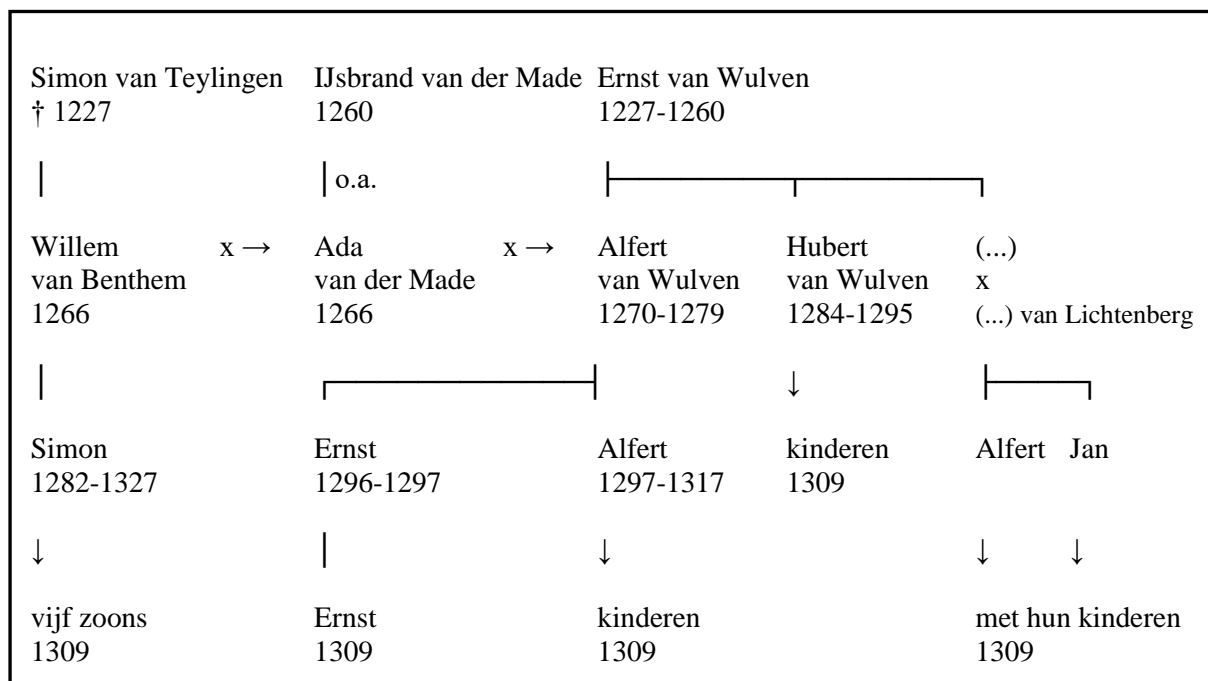 Simon van Teylingen IJsbrand van der Made Ernst van Wulven
† 1227 1260 1227-1260
o.a.
Willem x → Ada x → Alfert Hubert (...)
van Benthem van der Made van Wulven van Wulven x
1266 1266 1270-1279 1284-1295 (...) van Lichtenberg
↓
Simon Ernst Alfert kinderen Alfert Jan
1282-1327 1296-1297 1297-1317 1309
↓ ↓ ↓ ↓
vijf zoons Ernst kinderen met hun kinderen
1309 1309 1309 1309